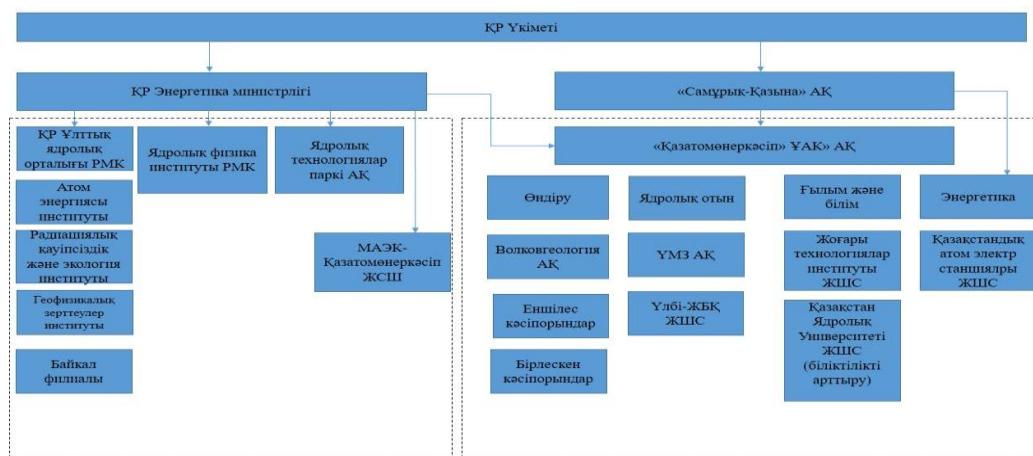 ҚР Үкіметі
ҚР Энергетика министрлігі
«Самұрық-Қазына» АҚ
ҚР Ұлттық
ядролық
орталығы РМК
Ядролық физика
институты РМК
Ядролық
технологиялар
паркі АҚ
«Қазатомөнеркәсіп» ҰАК» АҚ
Атом
энергиясы
институты
Радиациялық
қауіпсіздік
және экология
институты
Геофизикалық
зерттеулер
институты
Байкал
филиалы
МАЭК-
Қазатомөнеркәсіп
ЖСШ
Өндіру
Волковгеология
АҚ
Еншілес
кәсіпорындар
Бірлескен
кәсіпорындар
Ядролық отын
ҮМЗ АҚ
Үлбі-ЖБҚ
ЖШС
Ғылым және
білім
Жоғары
технологиялар
институты
ЖШС
Қазақстан
Ядролық
Университеті
ЖШС
(біліктілікті
арттыру)
Энергетика
Қазақстандық
атом электр
станциялры
ЖШС